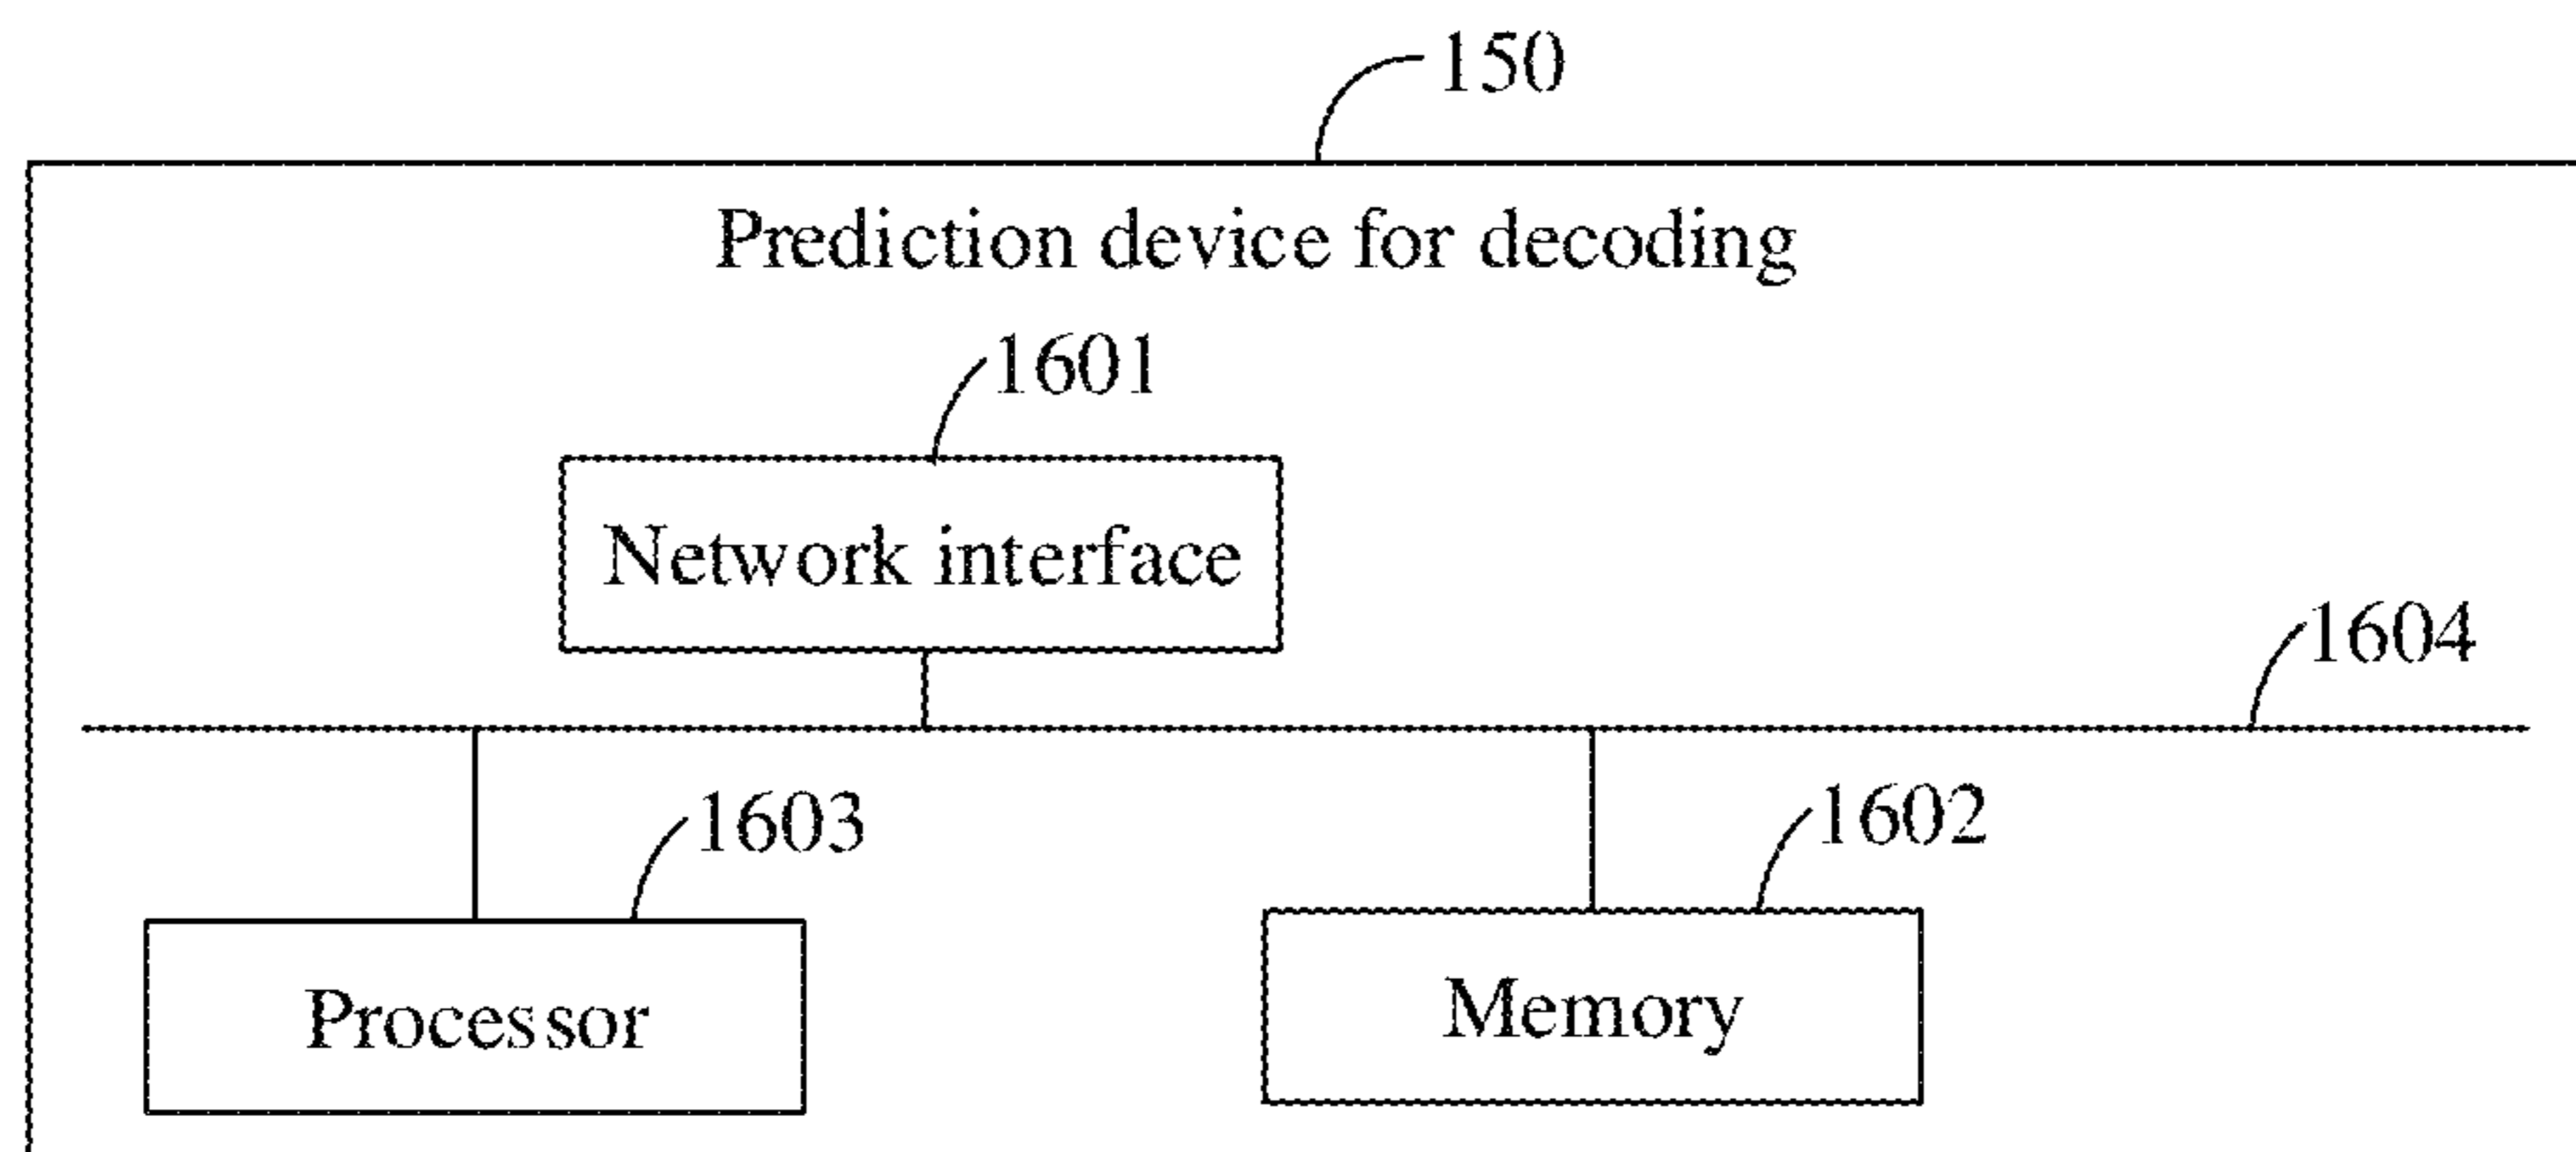 150
Prediction device for decoding
1601
Network interface
1604
1603
1602
Processor
Memory